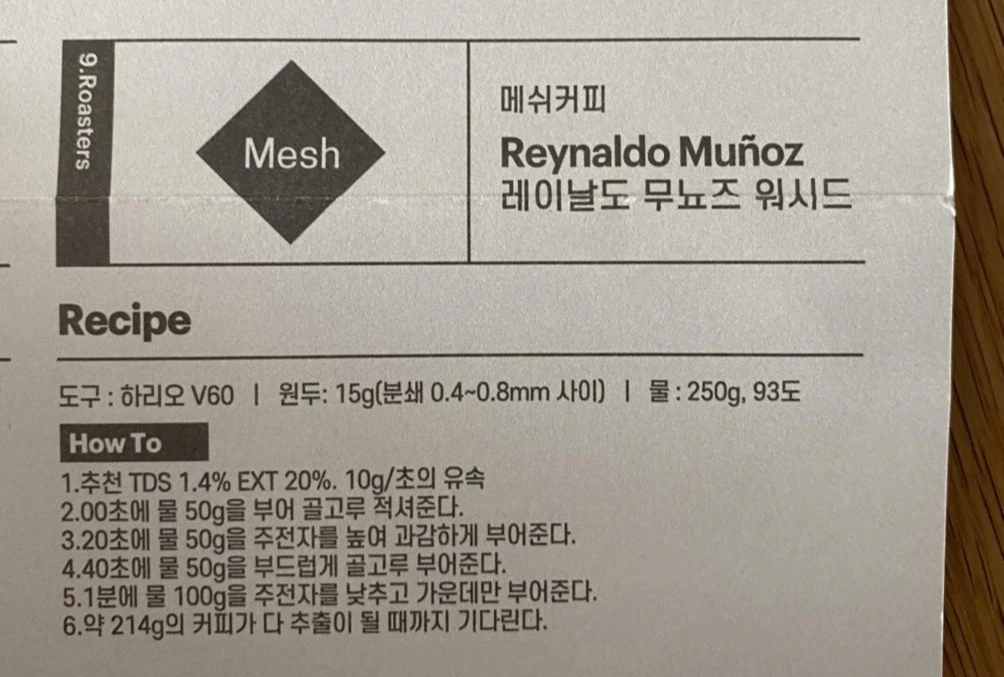 9.Roasters
Mesh
메쉬커피
Reynaldo Muñoz
레이날도 무뇨즈 워시드
Recipe
도구 : 하리오 V60 | 원두: 15g(분쇄 0.4~0.8mm 사이) | 물 : 250g, 93도
How To
1.추천 TDS 1.4% EXT 20%. 10g/초의 유속
2.00초에 물 50g을 부어 골고루 적셔준다.
3.20초에 물 50g을 주전자를 높여 과감하게 부어준다.
4.40초에 물 50g을 부드럽게 골고루 부어준다.
5.1분에 물 100g을 주전자를 낮추고 가운데만 부어준다.
6.약 214g의 커피가 다 추출이 될 때까지 기다린다.